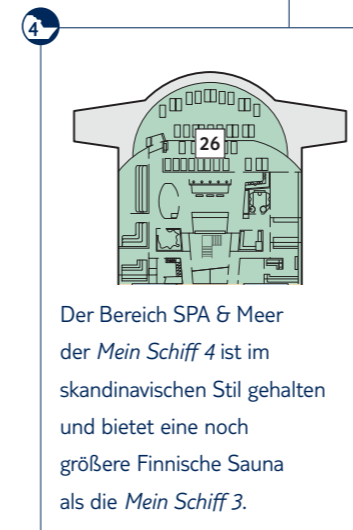 4
26
Der Bereich SPA & Meer
der Mein Schiff 4 ist im
skandinavischen Stil gehalten
und bietet eine noch
größere Finnische Sauna
als die Mein Schiff 3.